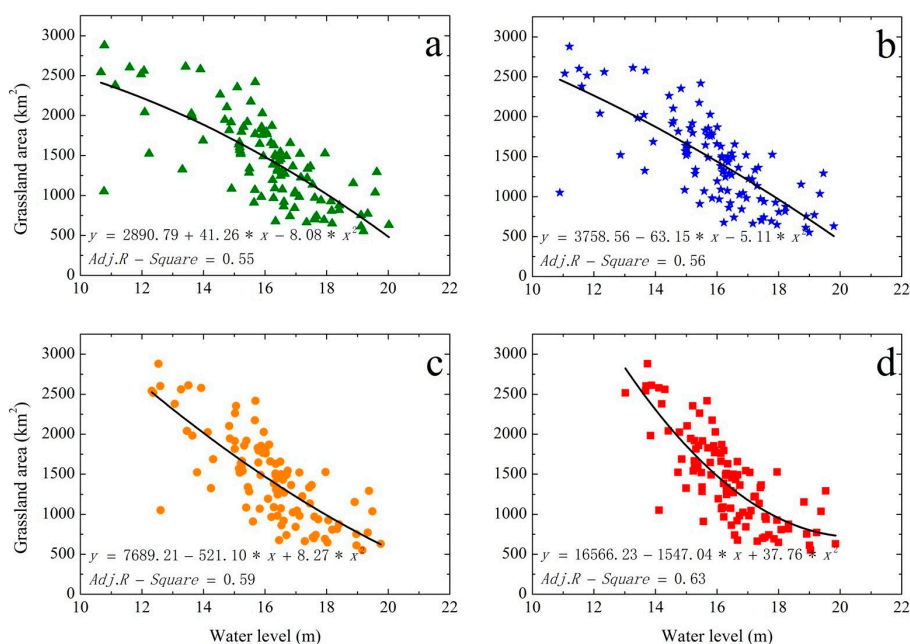 a
b
Grassland area (km²)
3000
2500
2000
1500
1000
500
0
y = 2890.79 + 41.26 * x − 8.08 * x²
Adj.R − Square = 0.55
10 12 14 16 18 20 22
3000
2500
2000
1500
1000
500
0
y = 3758.56 − 63.15 * x − 5.11 * x²
Adj.R − Square = 0.56
10 12 14 16 18 20 22
c
d
Grassland area (km²)
3000
2500
2000
1500
1000
500
0
y = 7689.21 − 521.10 * x + 8.27 * x²
Adj.R − Square = 0.59
10 12 14 16 18 20 22
Water level (m)
3000
2500
2000
1500
1000
500
0
y = 16566.23 − 1547.04 * x + 37.76 * x²
Adj.R − Square = 0.63
10 12 14 16 18 20 22
Water level (m)